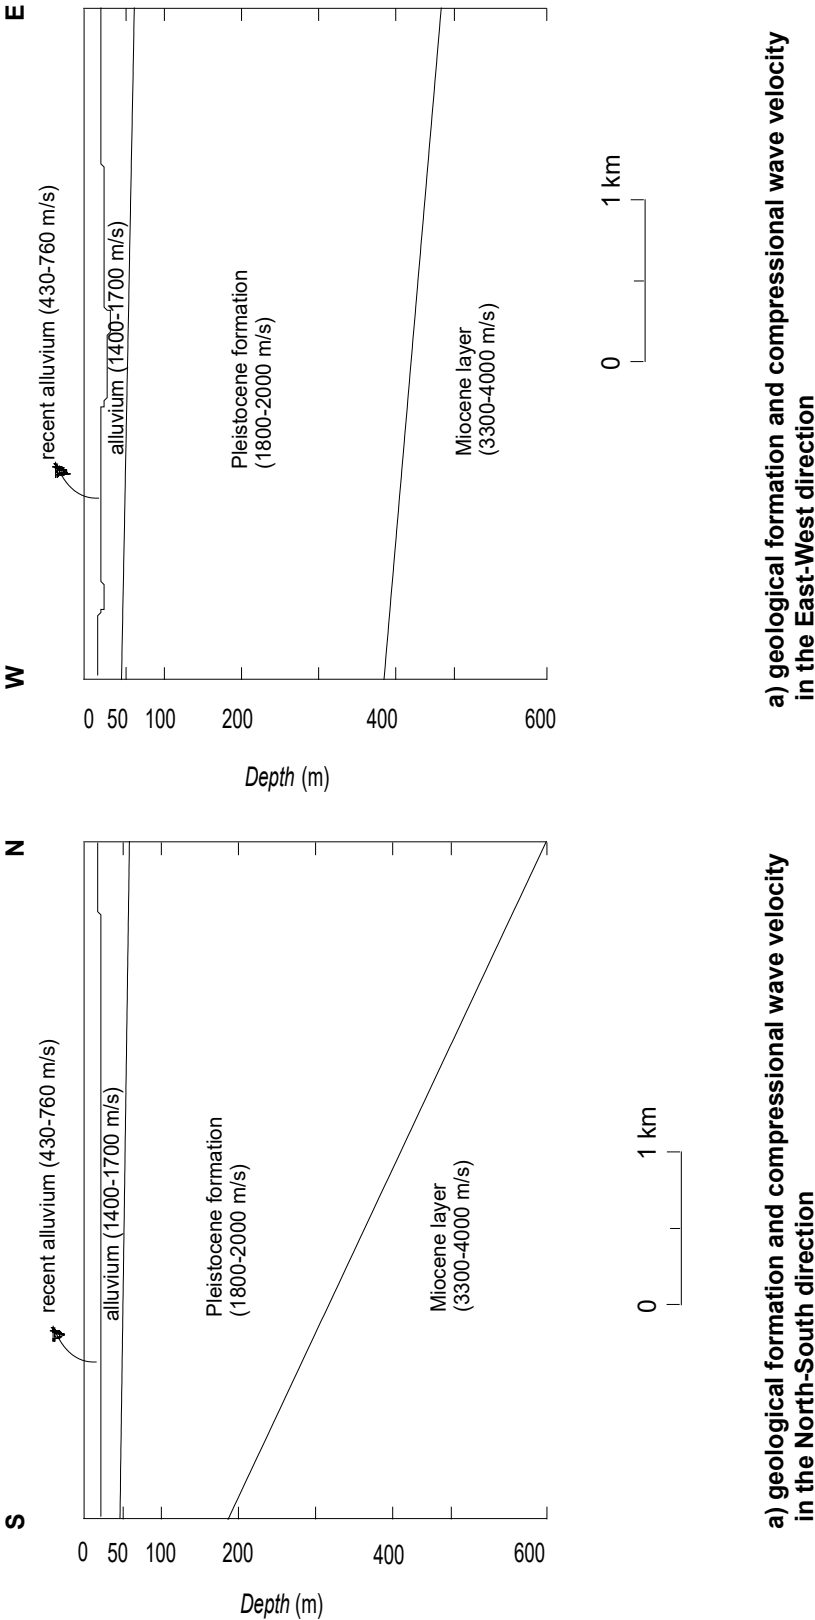 S
N
recent alluvium (430-760 m/s)
alluvium (1400-1700 m/s)
Pleistocene formation
(1800-2000 m/s)
Miocene layer
(3300-4000 m/s)
0
50
100
200
400
600
Depth (m)
0
1 km
a) geological formation and compressional wave velocity
in the North-South direction
W
E
recent alluvium (430-760 m/s)
alluvium (1400-1700 m/s)
Pleistocene formation
(1800-2000 m/s)
Miocene layer
(3300-4000 m/s)
0
50
100
200
400
600
Depth (m)
0
1 km
a) geological formation and compressional wave velocity
in the East-West direction